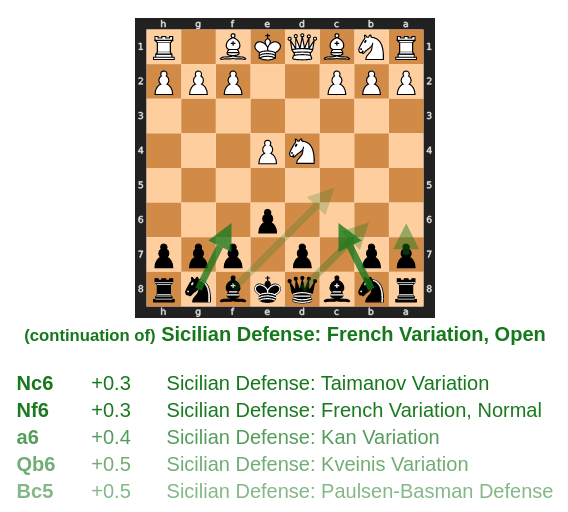 h g f e d c b a
1 1
2 2
3 3
4 4
5 5
6 6
7 7
8 8
h g f e d c b a
(continuation of) Sicilian Defense: French Variation, Open
Nc6 +0.3 Sicilian Defense: Taimanov Variation
Nf6 +0.3 Sicilian Defense: French Variation, Normal
a6 +0.4 Sicilian Defense: Kan Variation
Qb6 +0.5 Sicilian Defense: Kveinis Variation
Bc5 +0.5 Sicilian Defense: Paulsen-Basman Defense